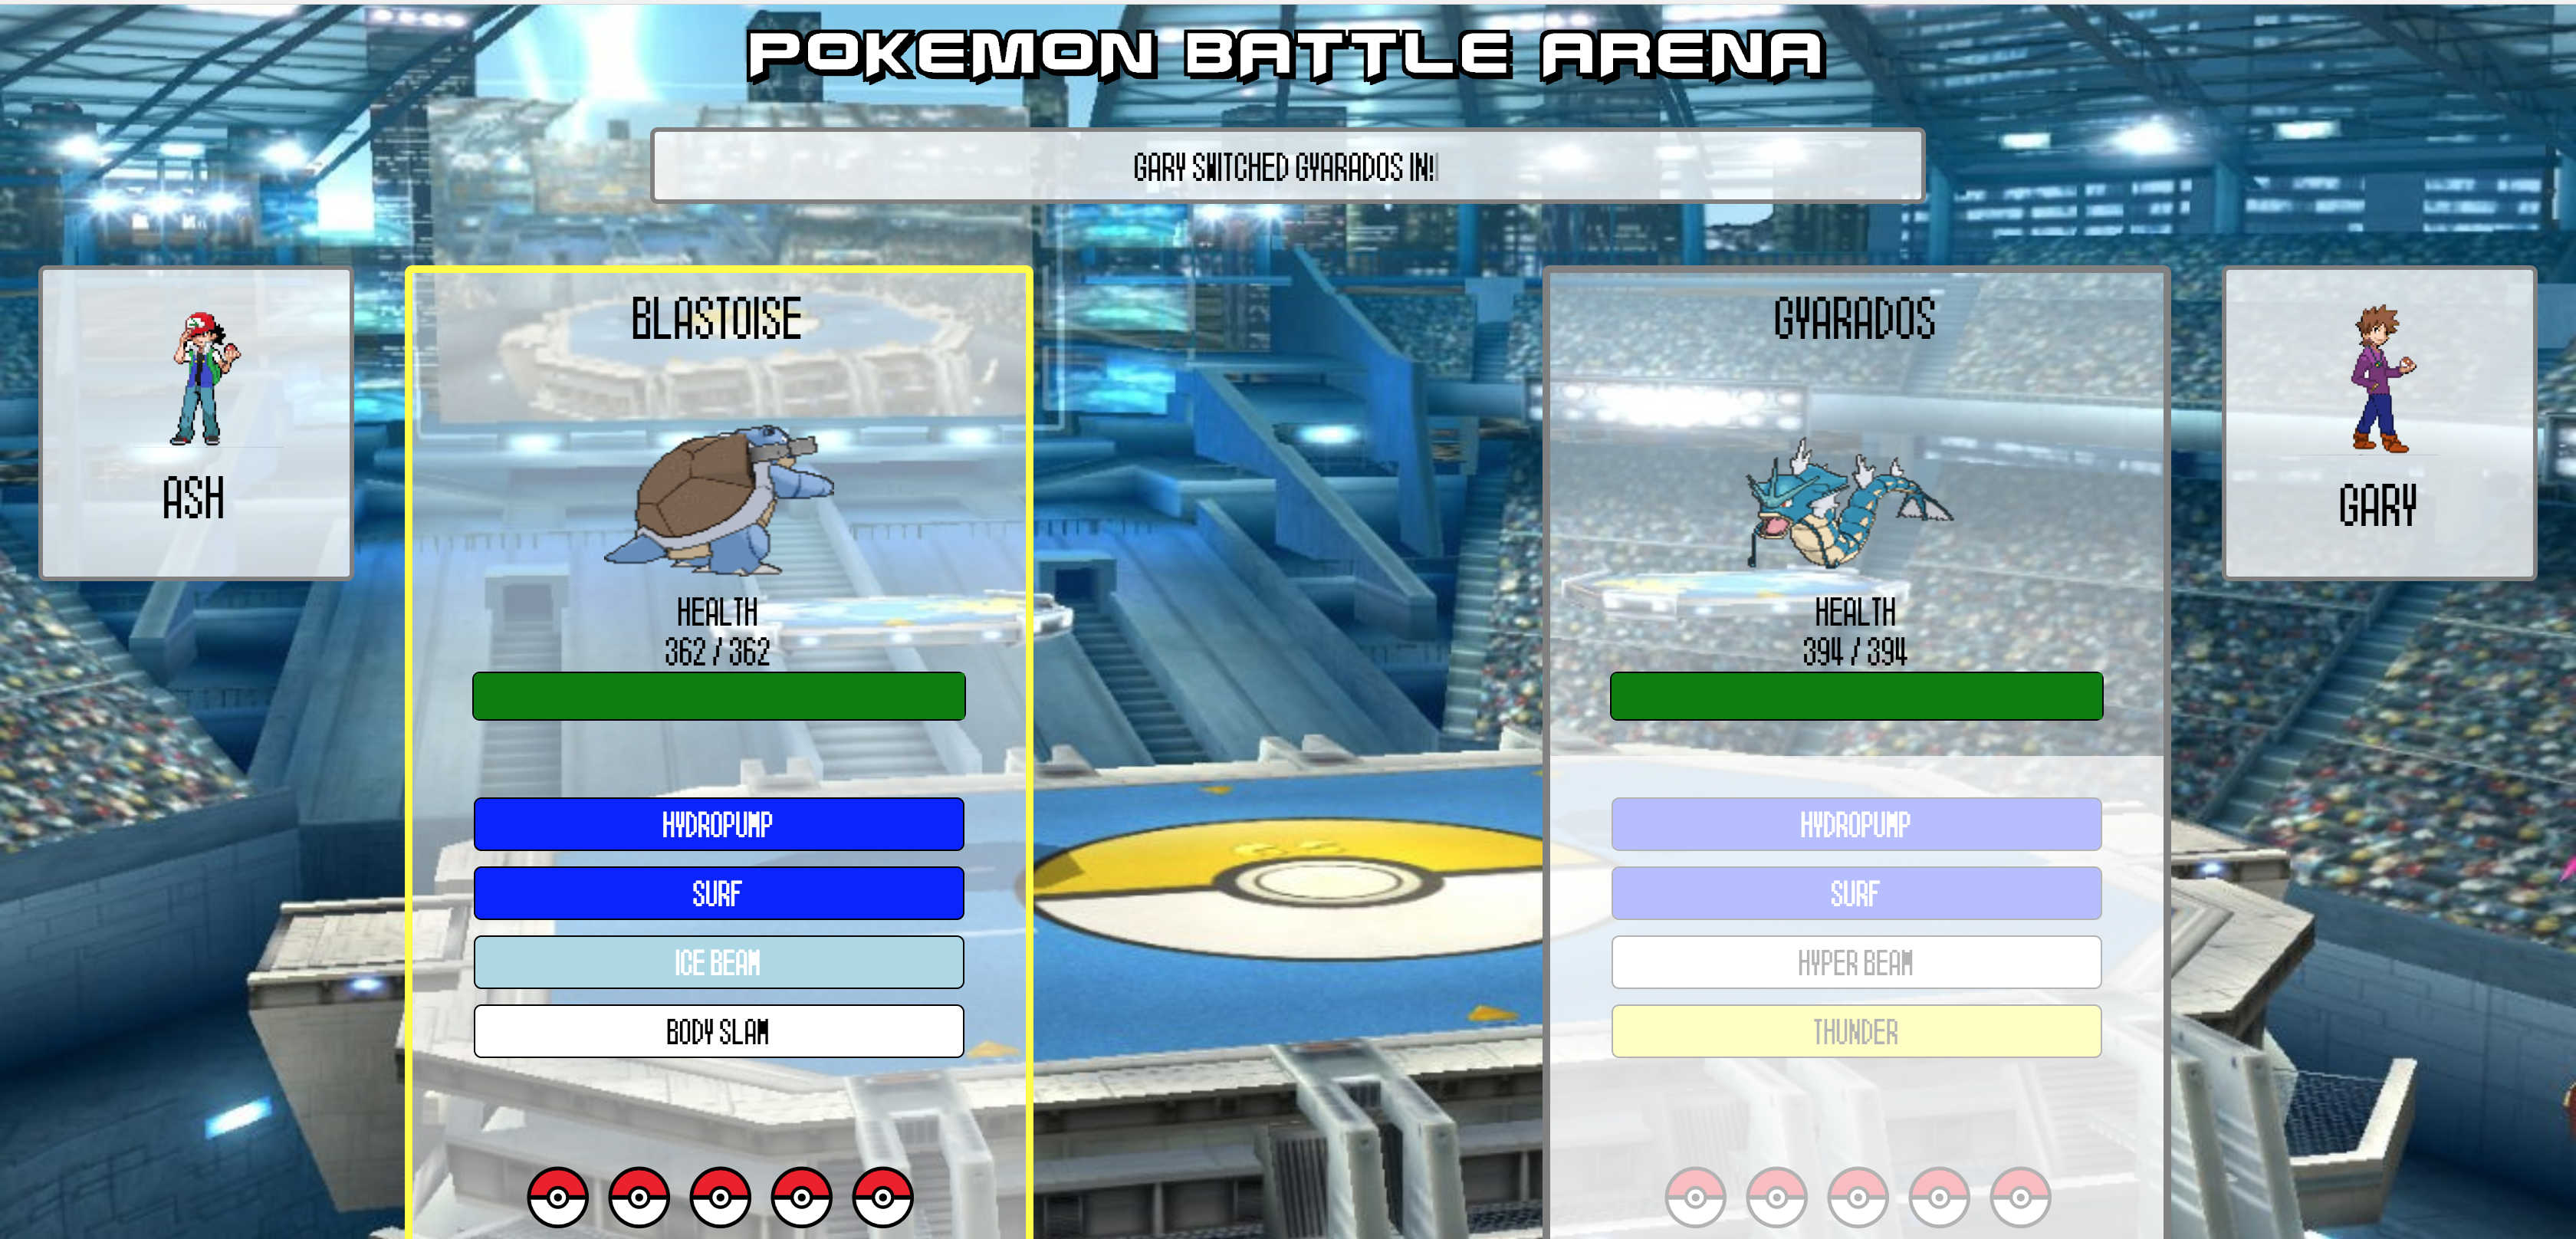 POKEMON BATTLE ARENA
GARY SWITCHED GYARADOS IN!
ASH
BLASTOISE
HEALTH
362 / 362
HYDROPUMP
SURF
ICE BEAM
BODY SLAM
GYARADOS
HEALTH
394 / 394
HYDROPUMP
SURF
HYPER BEAM
THUNDER
GARY